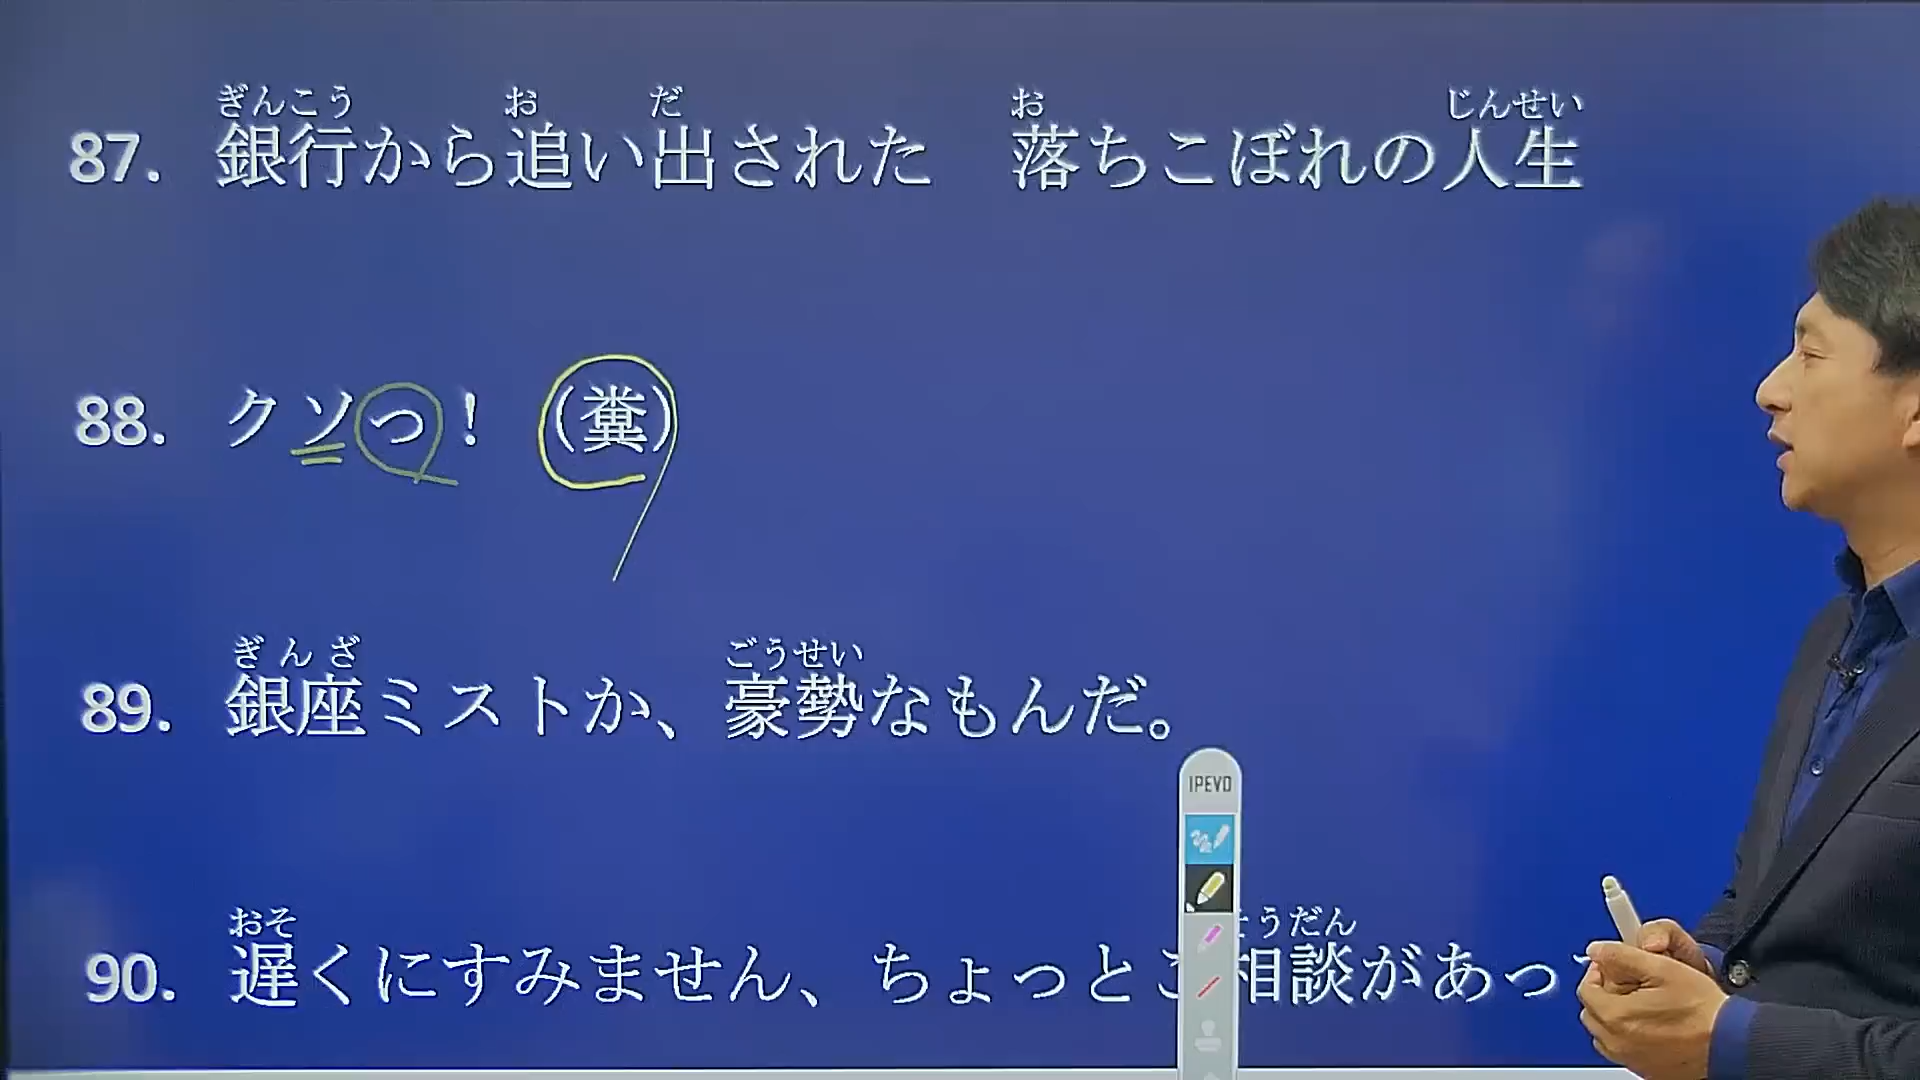 ぎんこう お だ お じんせい
87. 銀行から追い出された 落ちこぼれの人生
88. クソっ！ (糞)
ぎんざ ごうせい
89. 銀座ミストか、豪勢なもんだ。
IPEVO
おそ うだん
90. 遅くにすみません、ちょっとご相談があっ